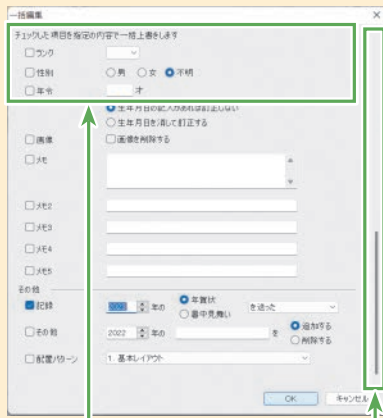 一括編集
チェックした項目を指定の内容で一括上書きします
ランク
性別 男 女 不明
年令 才
生年月日の記入があれば訂正しない
生年月日を消して訂正する
画像 画像を削除する
メモ
メモ2
メモ3
メモ4
メモ5
その他
記録 年の 年賀状 を送った
暑中見舞い
その他 2022 年の を 追加する
削除する
配置パターン 1. 基本レイアウト
OK キャンセル